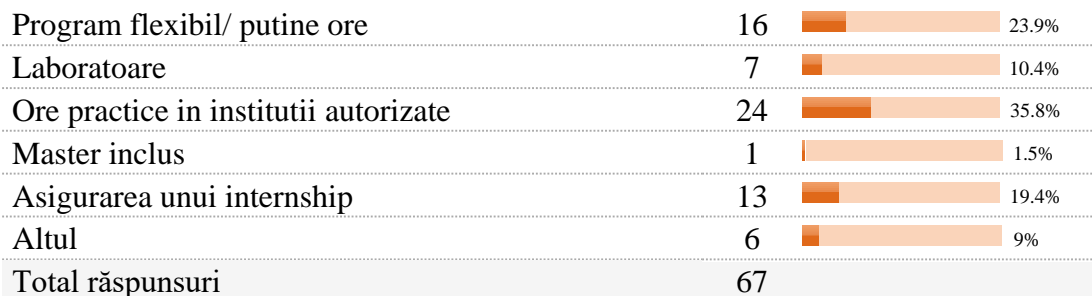 Program flexibil/ putine ore 16 23.9%
Laboratoare 7 10.4%
Ore practice in institutii autorizate 24 35.8%
Master inclus 1 1.5%
Asigurarea unui internship 13 19.4%
Altul 6 9%
Total răspunsuri 67